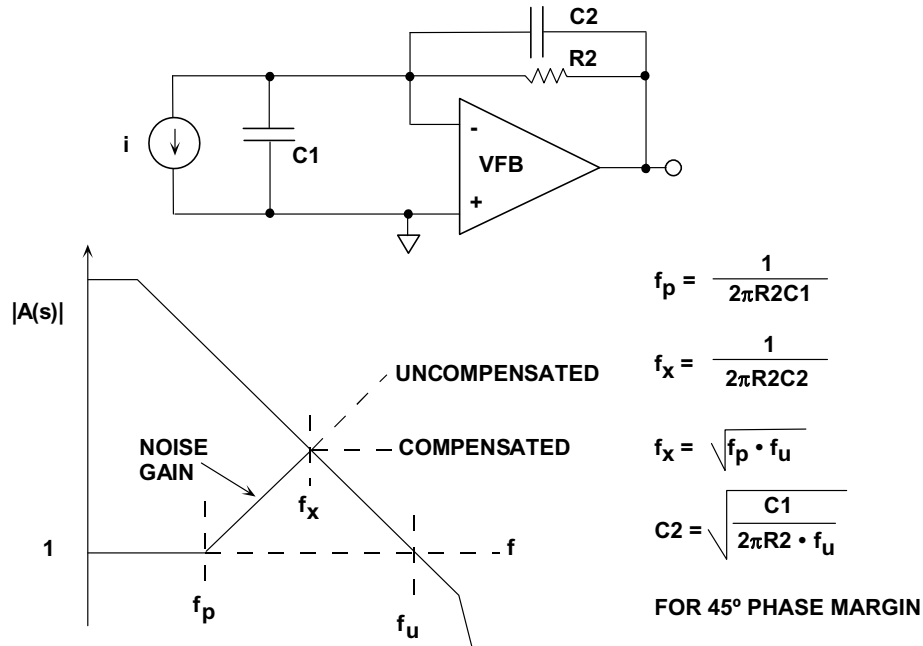 C2
R2
i
C1
-
VFB
+
|A(s)|
UNCOMPENSATED
COMPENSATED
NOISE
GAIN
fx
1
f
fp
fu
fp = 1 / 2πR2C1
fx = 1 / 2πR2C2
fx = √fp • fu
C2 = √C1 / 2πR2 • fu
FOR 45º PHASE MARGIN